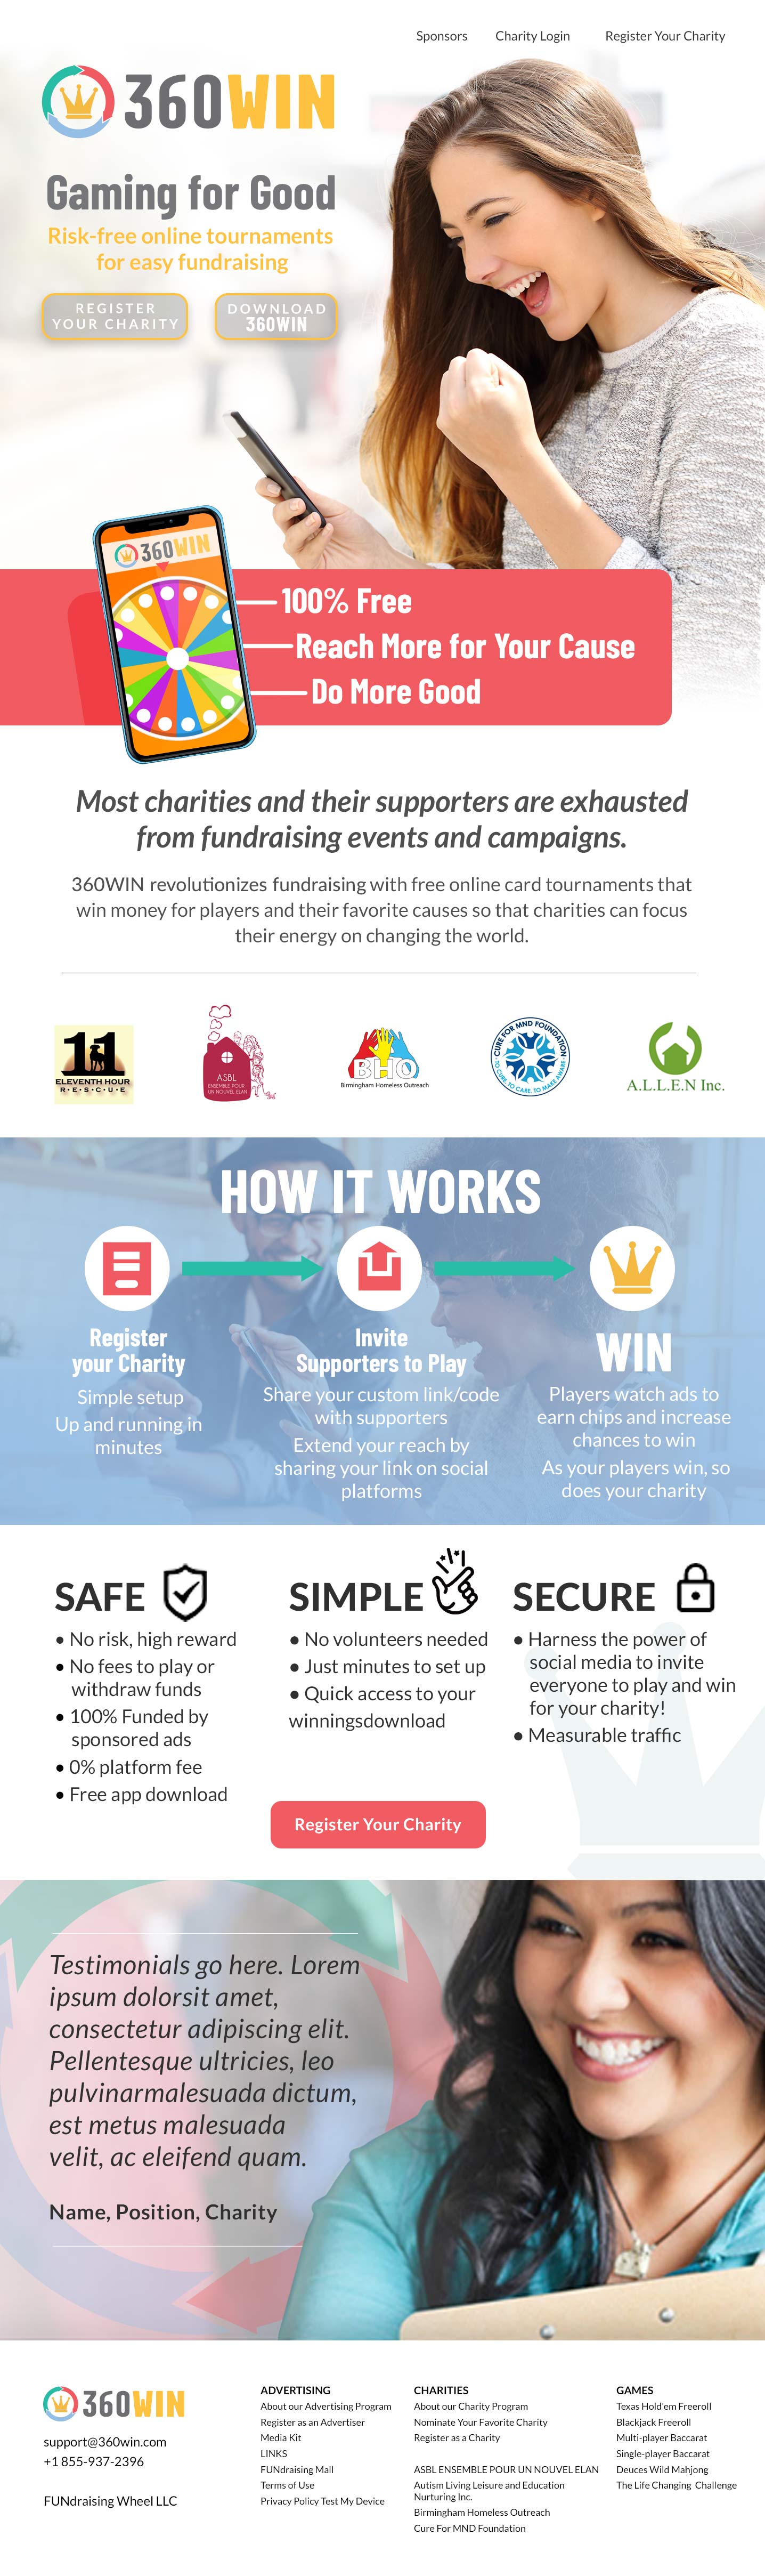 Sponsors Charity Login Register Your Charity
360WIN
Gaming for Good
Risk-free online tournaments
for easy fundraising
REGISTER
YOUR CHARITY
DOWNLOAD
360WIN
360WIN
100% Free
Reach More for Your Cause
Do More Good
Most charities and their supporters are exhausted
from fundraising events and campaigns.
360WIN revolutionizes fundraising with free online card tournaments that
win money for players and their favorite causes so that charities can focus
their energy on changing the world.
11
ELEVENTH HOUR
R•E•S•C•U•E
ASBL
ENSEMBLE POUR
UN NOUVEL ELAN
BHO
Birmingham Homeless Outreach
CURE FOR MND FOUNDATION
TO CURE. TO CARE. TO MAKE AWARE.
A.L.L.E.N Inc.
HOW IT WORKS
Register
your Charity
Simple setup
Up and running in
minutes
Invite
Supporters to Play
Share your custom link/code
with supporters
Extend your reach by
sharing your link on social
platforms
WIN
Players watch ads to
earn chips and increase
chances to win
As your players win, so
does your charity
SAFE
• No risk, high reward
• No fees to play or
withdraw funds
• 100% Funded by
sponsored ads
• 0% platform fee
• Free app download
SIMPLE
• No volunteers needed
• Just minutes to set up
• Quick access to your
winningsdownload
SECURE
• Harness the power of
social media to invite
everyone to play and win
for your charity!
• Measurable traffic
Register Your Charity
Testimonials go here. Lorem
ipsum dolorsit amet,
consectetur adipiscing elit.
Pellentesque ultricies, leo
pulvinarmalesuada dictum,
est metus malesuada
velit, ac eleifend quam.
Name, Position, Charity
360WIN
support@360win.com
+1 855-937-2396
FUNdraising Wheel LLC
ADVERTISING
About our Advertising Program
Register as an Advertiser
Media Kit
LINKS
FUNdraising Mall
Terms of Use
Privacy Policy Test My Device
CHARITIES
About our Charity Program
Nominate Your Favorite Charity
Register as a Charity
ASBL ENSEMBLE POUR UN NOUVEL ELAN
Autism Living Leisure and Education
Nurturing Inc.
Birmingham Homeless Outreach
Cure For MND Foundation
GAMES
Texas Hold'em Freeroll
Blackjack Freeroll
Multi-player Baccarat
Single-player Baccarat
Deuces Wild Mahjong
The Life Changing Challenge